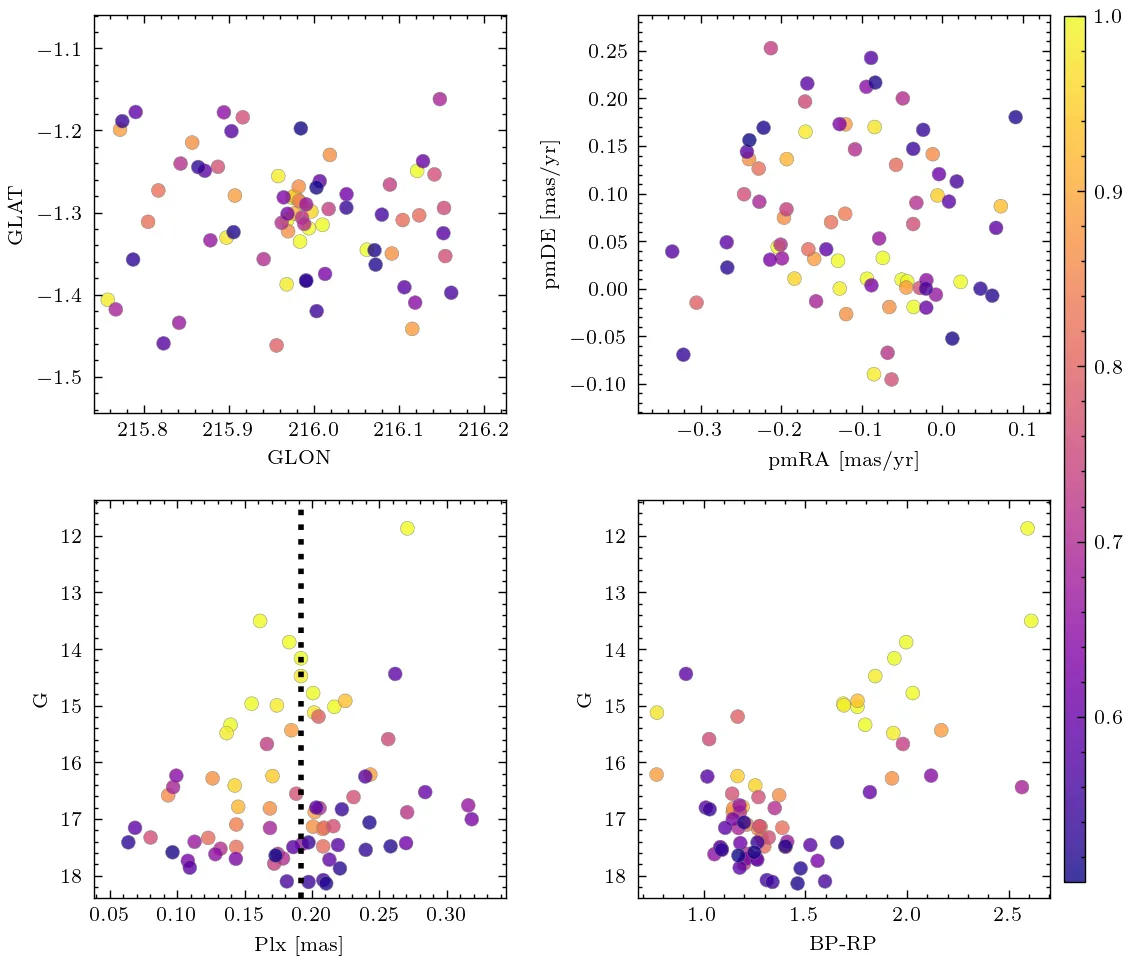 −1.1
−1.2
−1.3
−1.4
−1.5
GLAT
215.8 215.9 216.0 216.1 216.2
GLON
0.25
0.20
0.15
0.10
0.05
0.00
−0.05
−0.10
pmDE [mas/yr]
−0.3 −0.2 −0.1 0.0 0.1
pmRA [mas/yr]
1.0
0.9
0.8
0.7
0.6
12
13
14
15
16
17
18
G
0.05 0.10 0.15 0.20 0.25 0.30
Plx [mas]
12
13
14
15
16
17
18
G
1.0 1.5 2.0 2.5
BP-RP